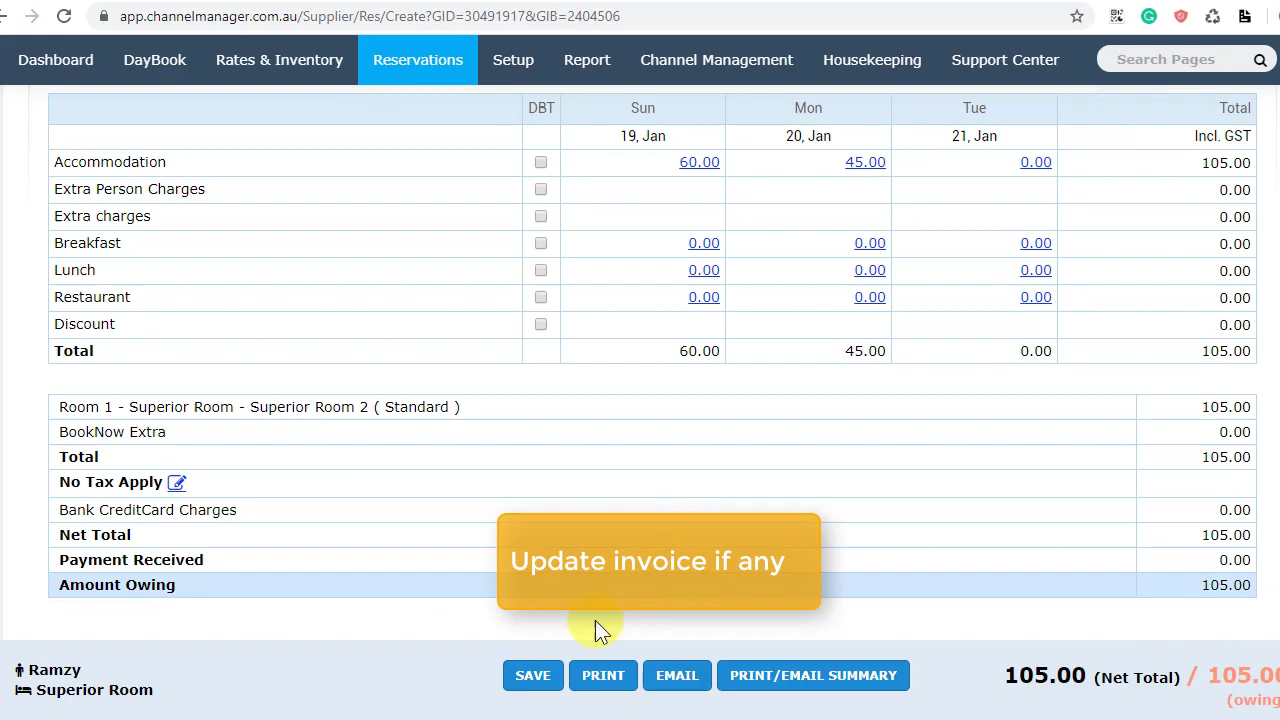 app.channelmanager.com.au/Supplier/Res/Create?GID=30491917&GIB=2404506
Dashboard DayBook Rates & Inventory Reservations Setup Report Channel Management Housekeeping Support Center Search Pages
DBT Sun Mon Tue Total
19, Jan 20, Jan 21, Jan Incl. GST
Accommodation 60.00 45.00 0.00 105.00
Extra Person Charges 0.00
Extra charges 0.00
Breakfast 0.00 0.00 0.00 0.00
Lunch 0.00 0.00 0.00 0.00
Restaurant 0.00 0.00 0.00 0.00
Discount 0.00
Total 60.00 45.00 0.00 105.00
Room 1 - Superior Room - Superior Room 2 ( Standard ) 105.00
BookNow Extra 0.00
Total 105.00
No Tax Apply
Bank CreditCard Charges 0.00
Net Total 105.00
Update invoice if any
Payment Received 0.00
Amount Owing 105.00
Ramzy
Superior Room
SAVE PRINT EMAIL PRINT/EMAIL SUMMARY
105.00 (Net Total) / 105.00
(owing